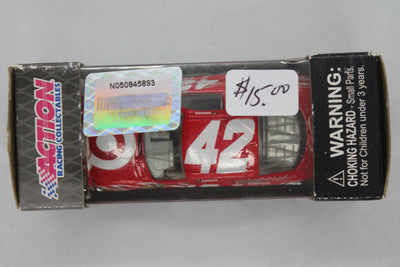 ACTION
RACING COLLECTABLES
N050845893
$15.00
42
WARNING:
CHOKING HAZARD - Small Parts.
Not for Children under 3 years.